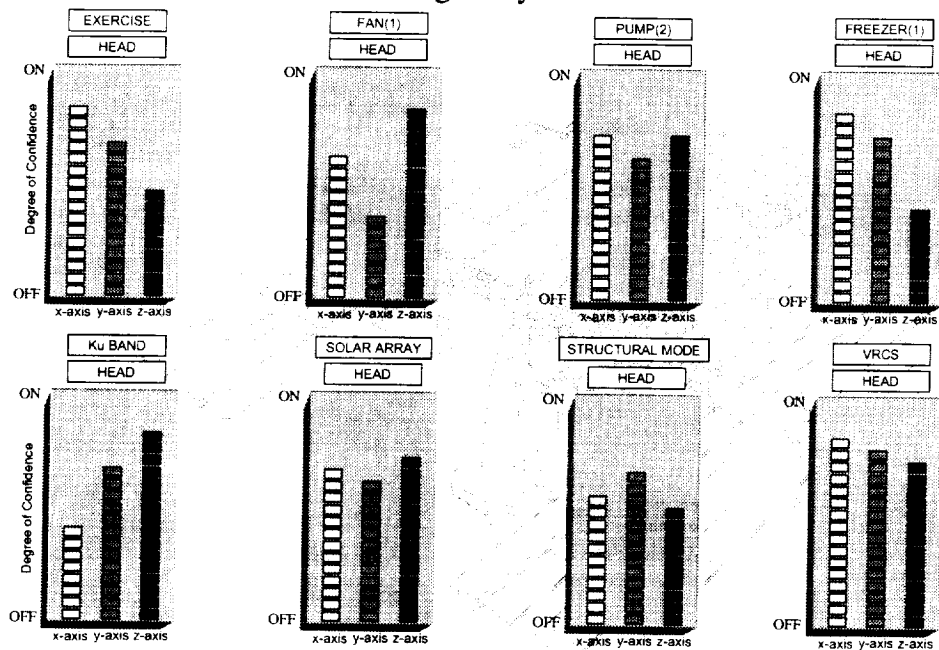 EXERCISE
HEAD
ON
Degree of Confidence
OFF
x-axis y-axis z-axis
FAN(1)
HEAD
ON
OFF
x-axis y-axis z-axis
PUMP(2)
HEAD
ON
OFF
x-axis y-axis z-axis
FREEZER(1)
HEAD
ON
OFF
x-axis y-axis z-axis
Ku BAND
HEAD
ON
Degree of Confidence
OFF
x-axis y-axis z-axis
SOLAR ARRAY
HEAD
ON
OFF
x-axis y-axis z-axis
STRUCTURAL MODE
HEAD
ON
OFF
x-axis y-axis z-axis
VRCS
HEAD
ON
OFF
x-axis y-axis z-axis